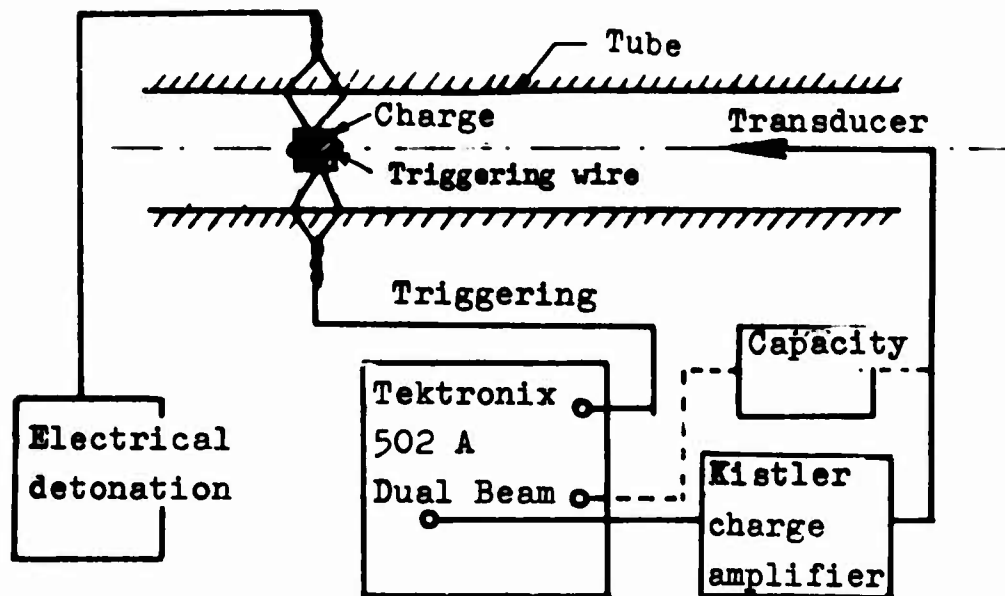 Tube
Charge
Transducer
Triggering wire
Triggering
Capacity
Tektronix
502 A
Dual Beam
Electrical
detonation
Kistler
charge
amplifier